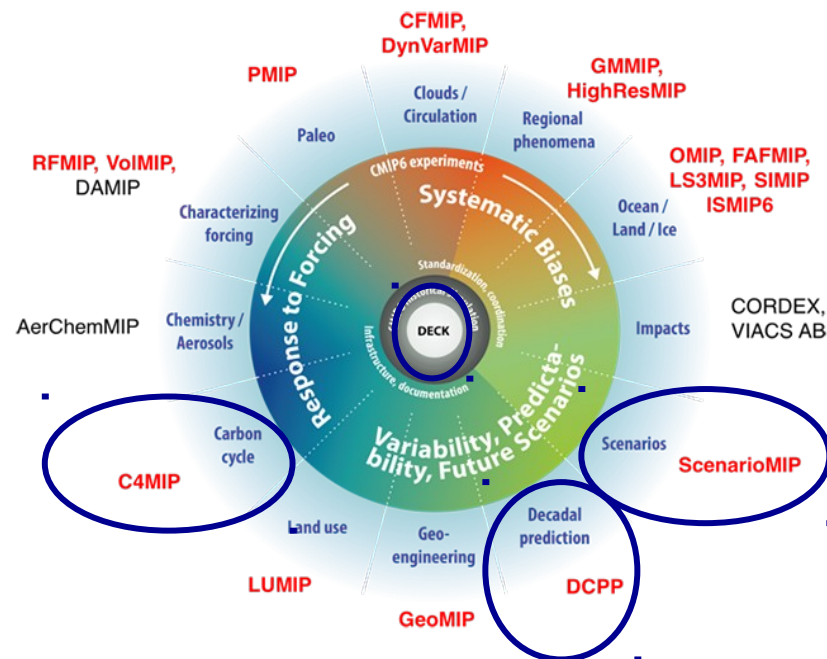 CFMIP,
DynVarMIP
PMIP
GMMIP,
HighResMIP
Clouds /
Circulation
Regional
phenomena
Paleo
RFMIP, VolMIP,
DAMIP
OMIP, FAFMIP,
LS3MIP, SIMIP
ISMIP6
CMIP6 experiments
Systematic Biases
Characterizing
forcing
Ocean /
Land / Ice
Standardization, coordination
Response to Forcing
AerChemMIP
Chemistry /
Aerosols
DECK
Impacts
CORDEX,
VIACS AB
Infrastructure, documentation
Variability, Predicta-
bility, Future Scenarios
Carbon
cycle
C4MIP
Scenarios
ScenarioMIP
Land use
Geo-
engineering
Decadal
prediction
LUMIP
GeoMIP
DCPP